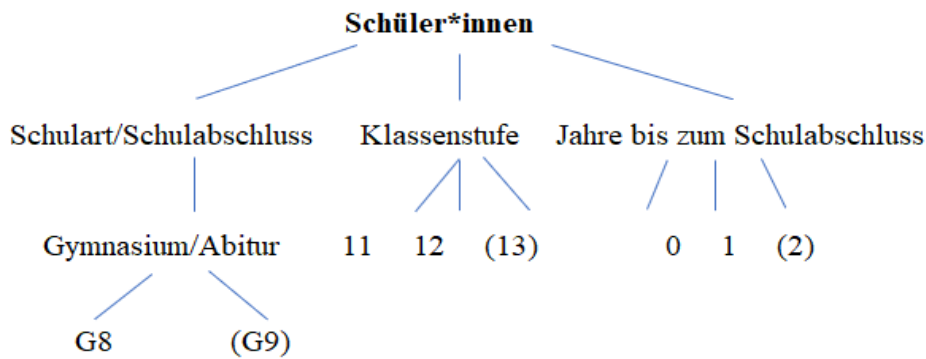 Schüler*innen
Schulart/Schulabschluss Klassenstufe Jahre bis zum Schulabschluss
Gymnasium/Abitur 11 12 (13) 0 1 (2)
G8 (G9)